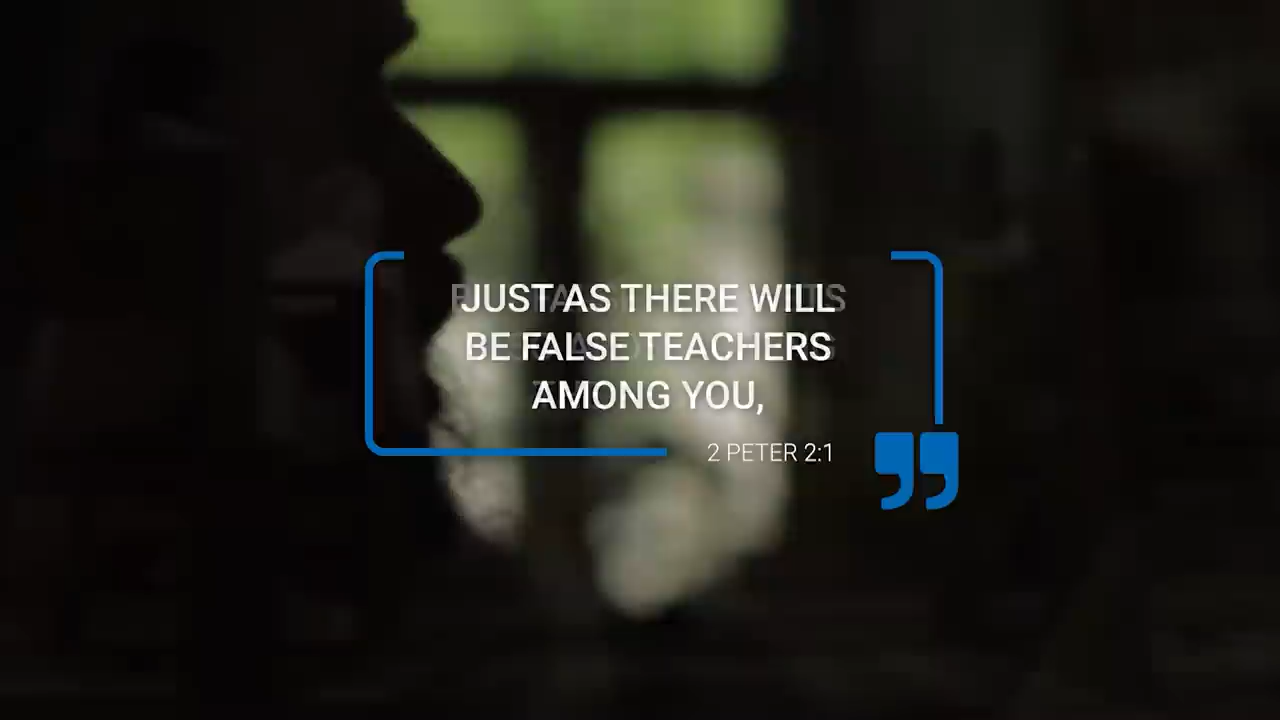 JUST AS THERE WILL
BE FALSE TEACHERS
AMONG YOU,
2 PETER 2:1